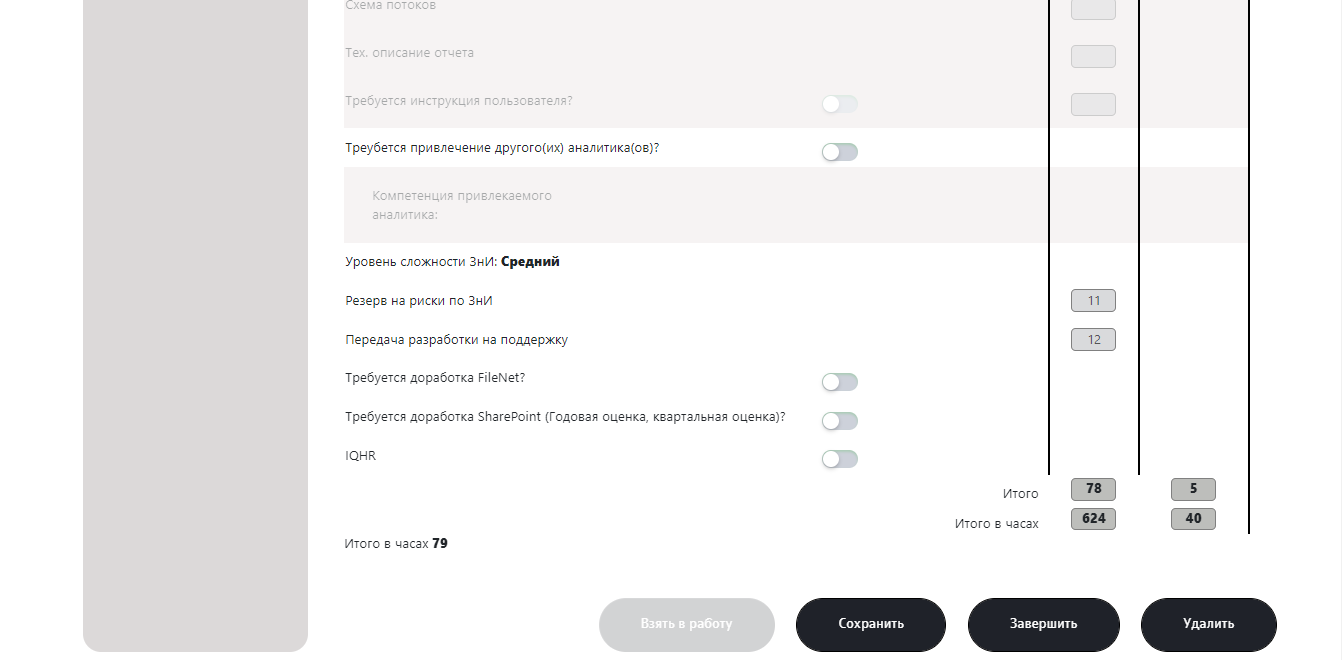 Схема потоков
Тех. описание отчета
Требуется инструкция пользователя?
Треубется привлечение другого(их) аналитика(ов)?
Компетенция привлекаемого
аналитика:
Уровень сложности ЗнИ: Средний
Резерв на риски по ЗнИ 11
Передача разработки на поддержку 12
Требуется доработка FileNet?
Требуется доработка SharePoint (Годовая оценка, квартальная оценка)?
IQHR
Итого 78 5
Итого в часах 624 40
Итого в часах 79
Взять в работу Сохранить Завершить Удалить